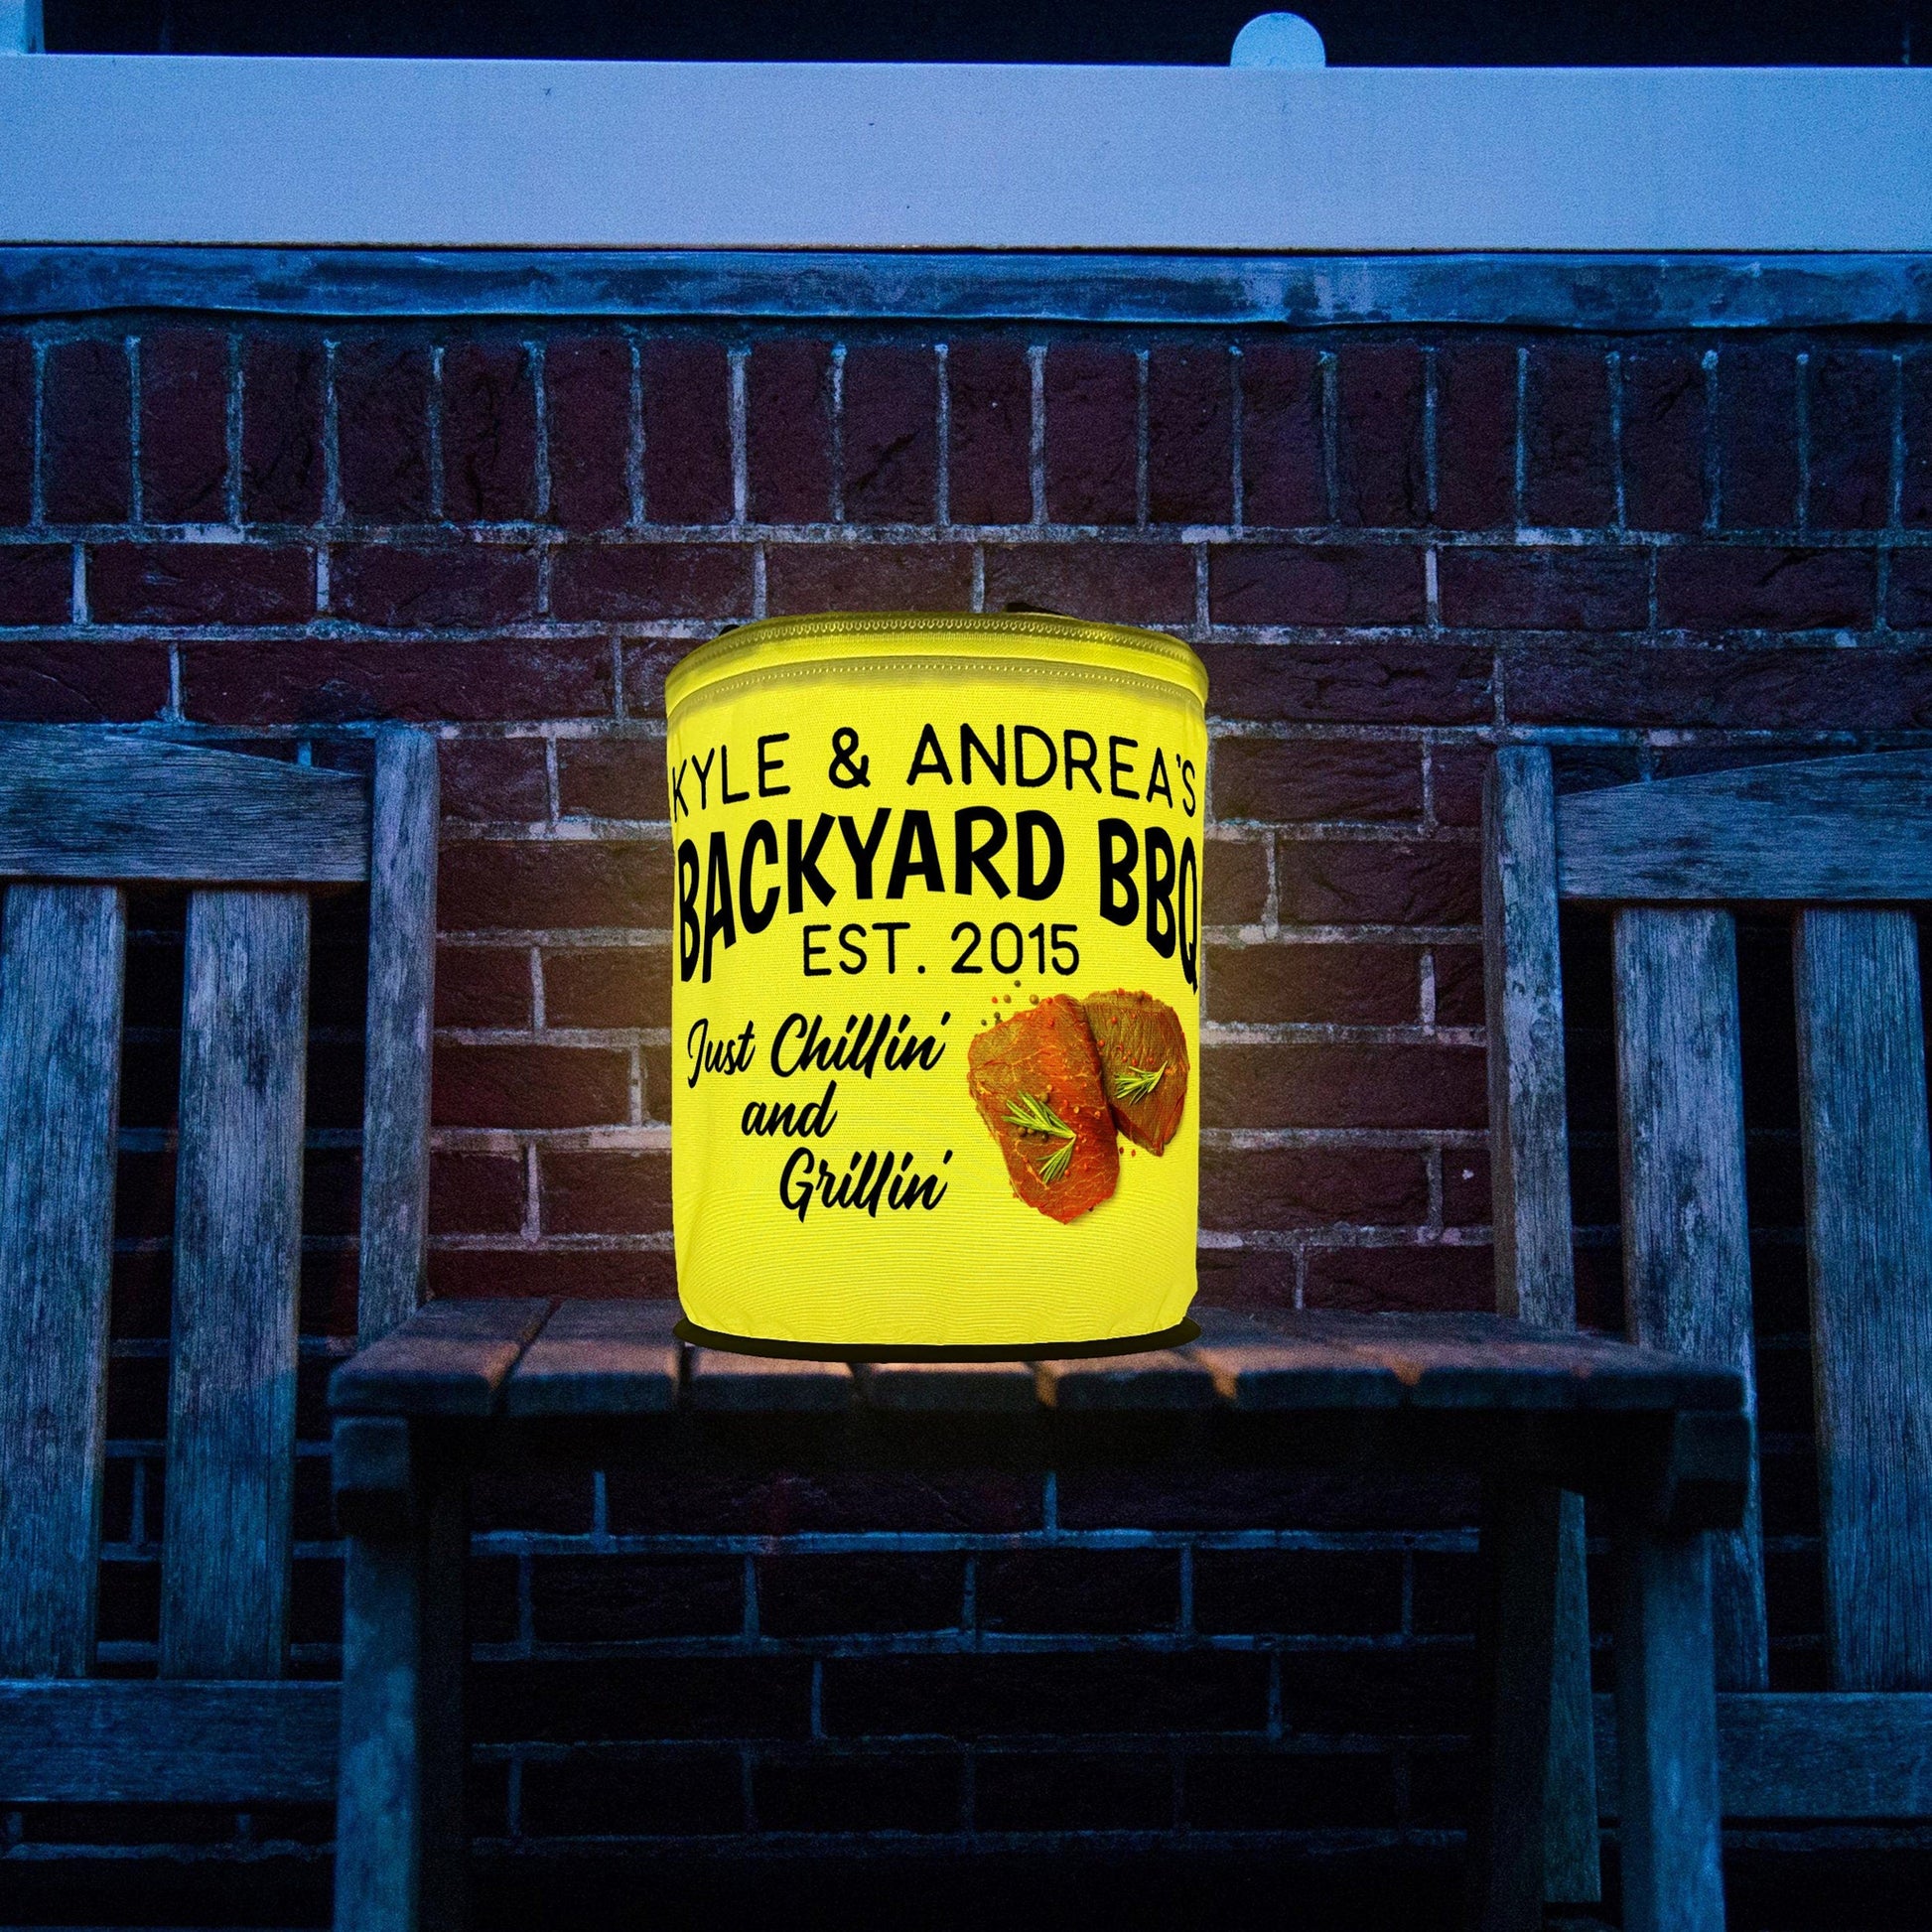 KYLE & ANDREA'S
BACKYARD BBQ
EST. 2015
Just Chillin'
and
Grillin'